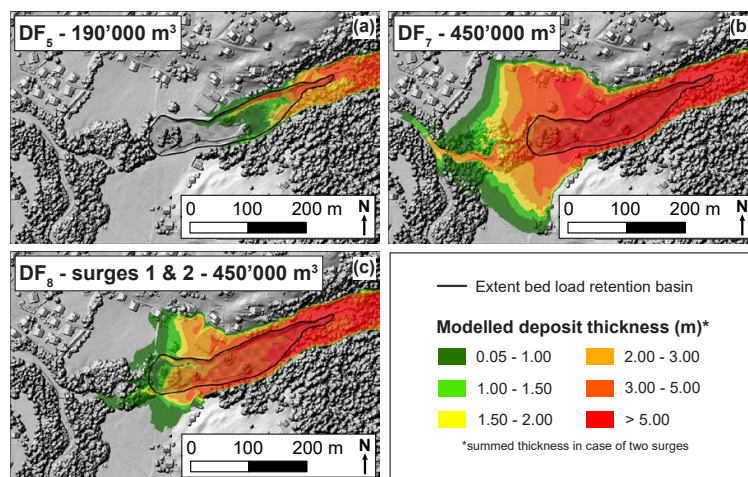 DF5 - 190'000 m3
(a)
0 100 200 m
N
DF7 - 450'000 m3
(b)
0 100 200 m
N
DF8 - surges 1 & 2 - 450'000 m3
(c)
0 100 200 m
N
Extent bed load retention basin
Modelled deposit thickness (m)*
0.05 - 1.00
2.00 - 3.00
1.00 - 1.50
3.00 - 5.00
1.50 - 2.00
> 5.00
*summed thickness in case of two surges